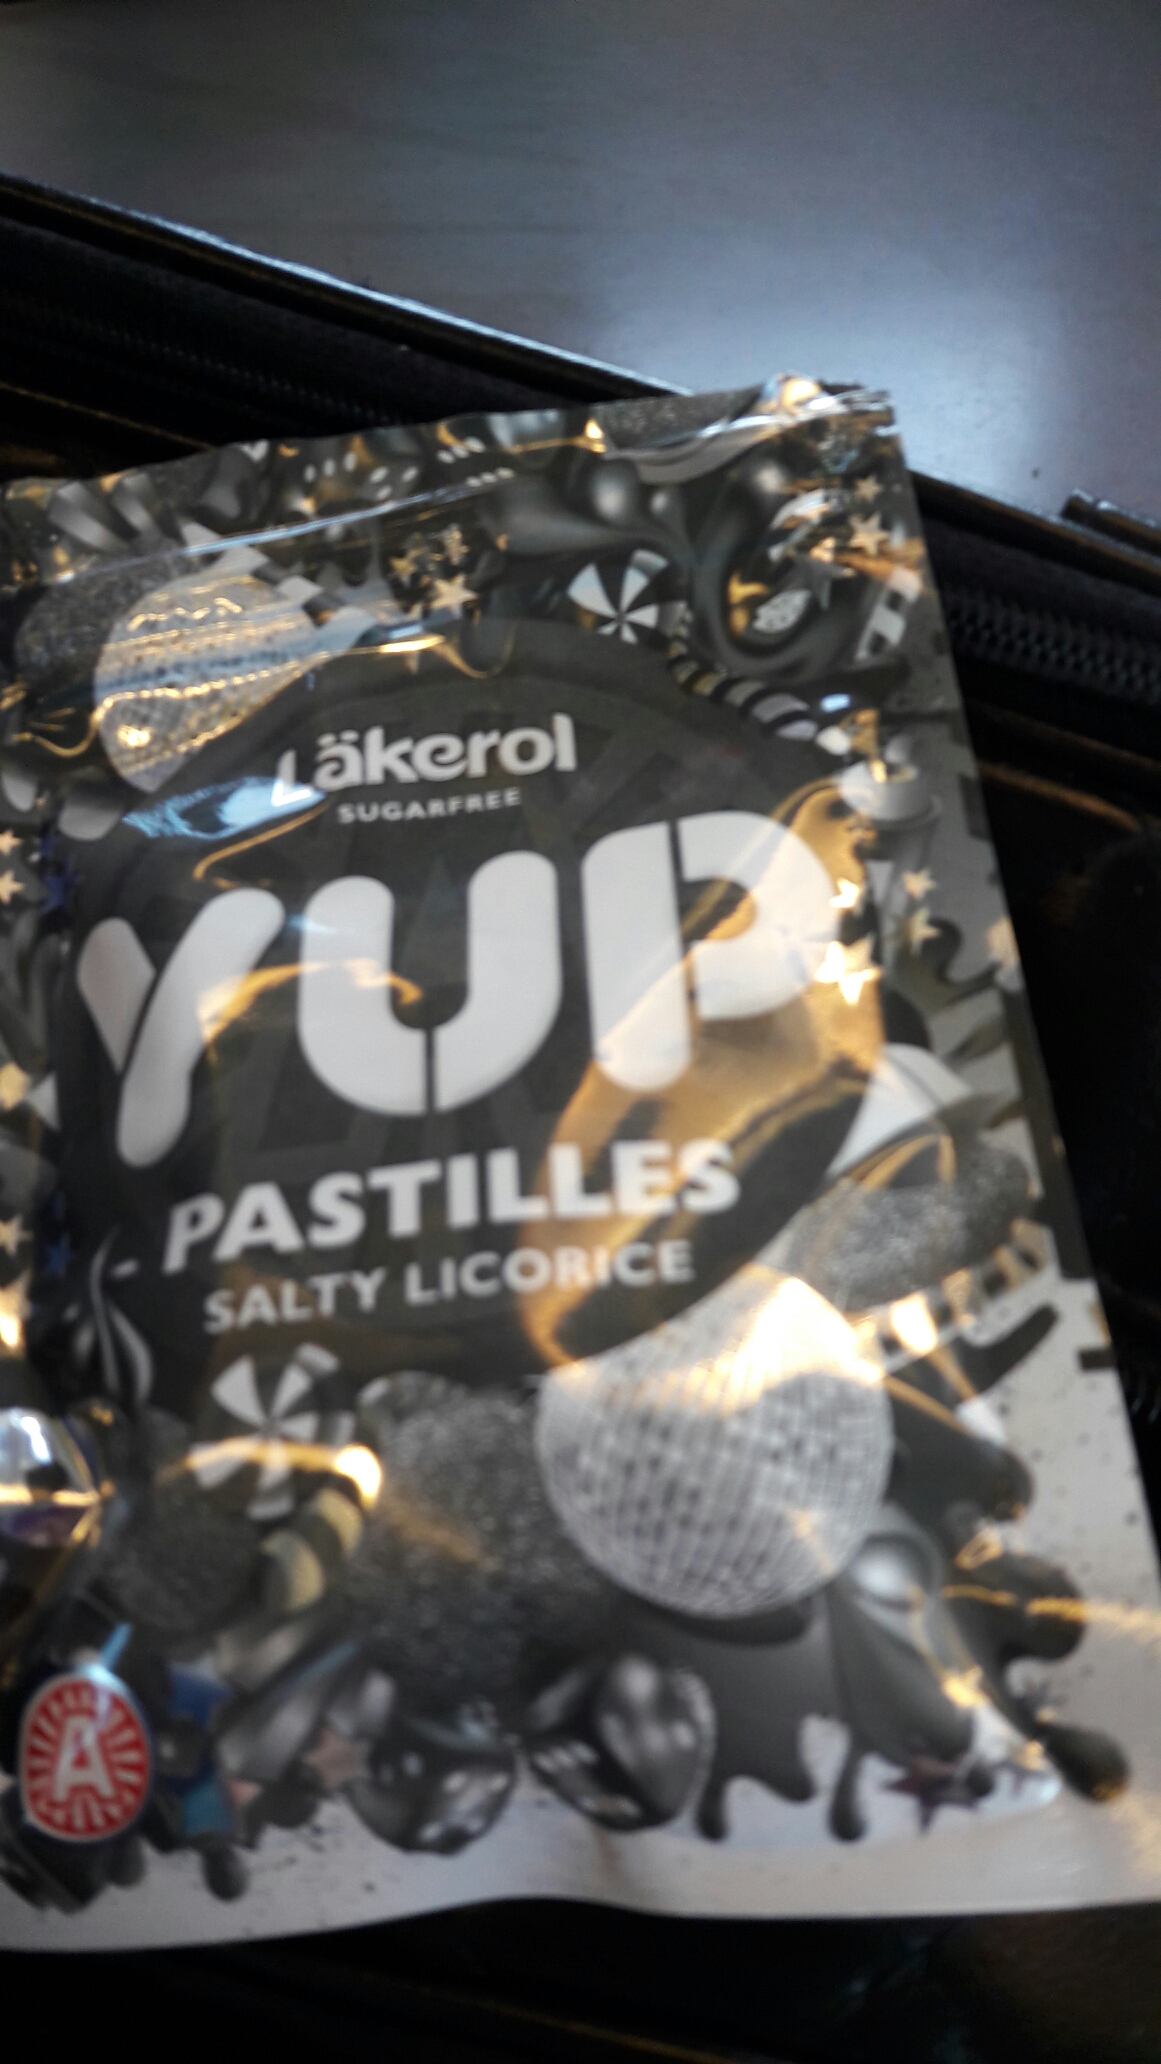 Läkerol
SUGARFREE
YUP
PASTILLES
SALTY LICORICE
A